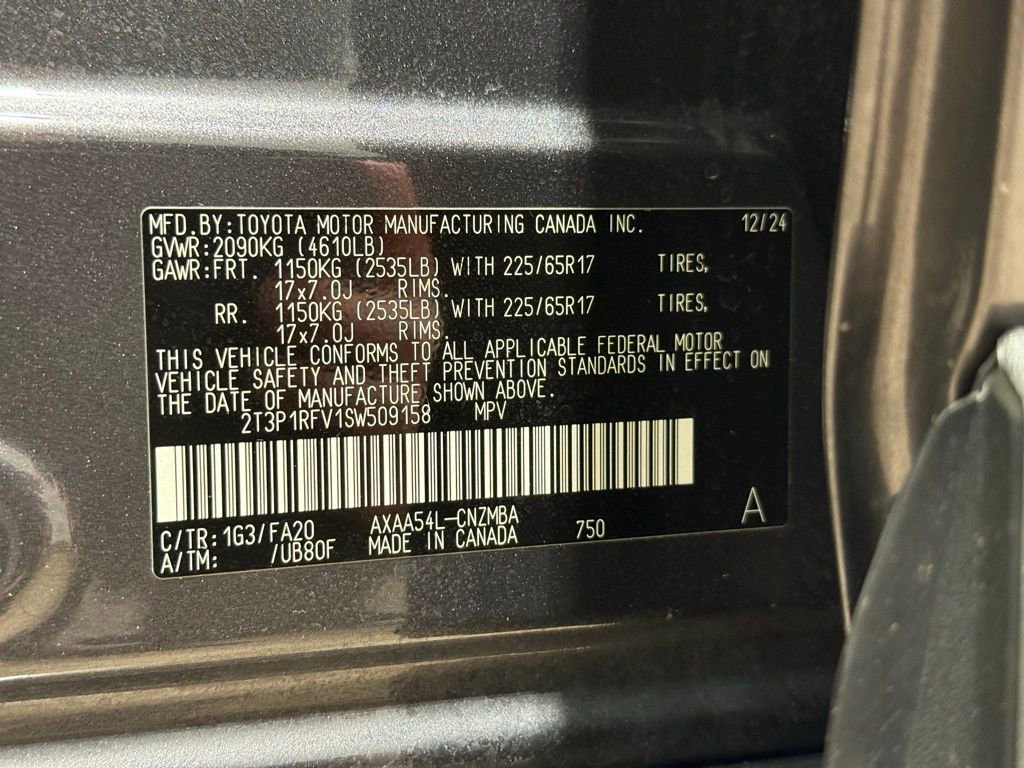 MFD.BY:TOYOTA MOTOR MANUFACTURING CANADA INC. 12/24
GVWR:2090KG (4610LB)
GAWR:FRT. 1150KG (2535LB) WITH 225/65R17 TIRES,
17x7.0J RIMS.
RR. 1150KG (2535LB) WITH 225/65R17 TIRES,
17x7.0J RIMS
THIS VEHICLE CONFORMS TO ALL APPLICABLE FEDERAL MOTOR
VEHICLE SAFETY AND THEFT PREVENTION STANDARDS IN EFFECT ON
THE DATE OF MANUFACTURE SHOWN ABOVE.
2T3P1RFV1SW509158 MPV
C/TR:1G3/FA20 AXAA54L-CNZMBA 750 A
A/TM: /UB80F MADE IN CANADA